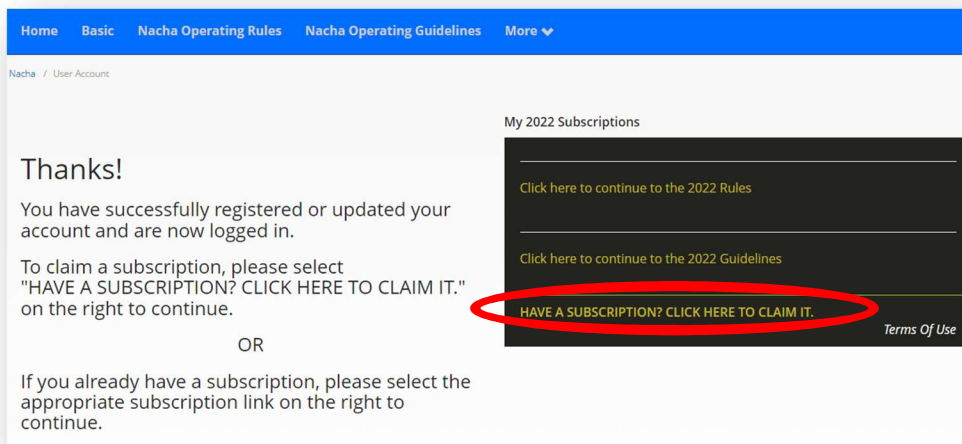 Home Basic Nacha Operating Rules Nacha Operating Guidelines More
Nacha / User Account
My 2022 Subscriptions
Thanks!
You have successfully registered or updated your
account and are now logged in.
To claim a subscription, please select
"HAVE A SUBSCRIPTION? CLICK HERE TO CLAIM IT."
on the right to continue.
OR
If you already have a subscription, please select the
appropriate subscription link on the right to
continue.
Click here to continue to the 2022 Rules
Click here to continue to the 2022 Guidelines
HAVE A SUBSCRIPTION? CLICK HERE TO CLAIM IT.
Terms Of Use